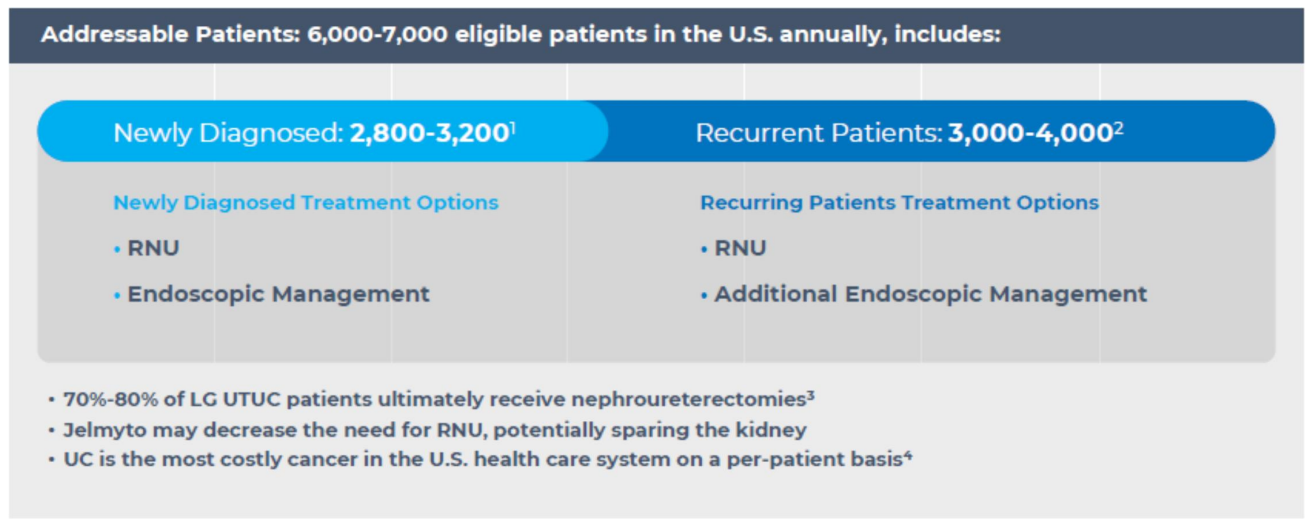 Addressable Patients: 6,000-7,000 eligible patients in the U.S. annually, includes:
Newly Diagnosed: 2,800-3,200¹
Recurrent Patients: 3,000-4,000²
Newly Diagnosed Treatment Options
• RNU
• Endoscopic Management
Recurring Patients Treatment Options
• RNU
• Additional Endoscopic Management
• 70%-80% of LG UTUC patients ultimately receive nephroureterectomies³
• Jelmyto may decrease the need for RNU, potentially sparing the kidney
• UC is the most costly cancer in the U.S. health care system on a per-patient basis⁴